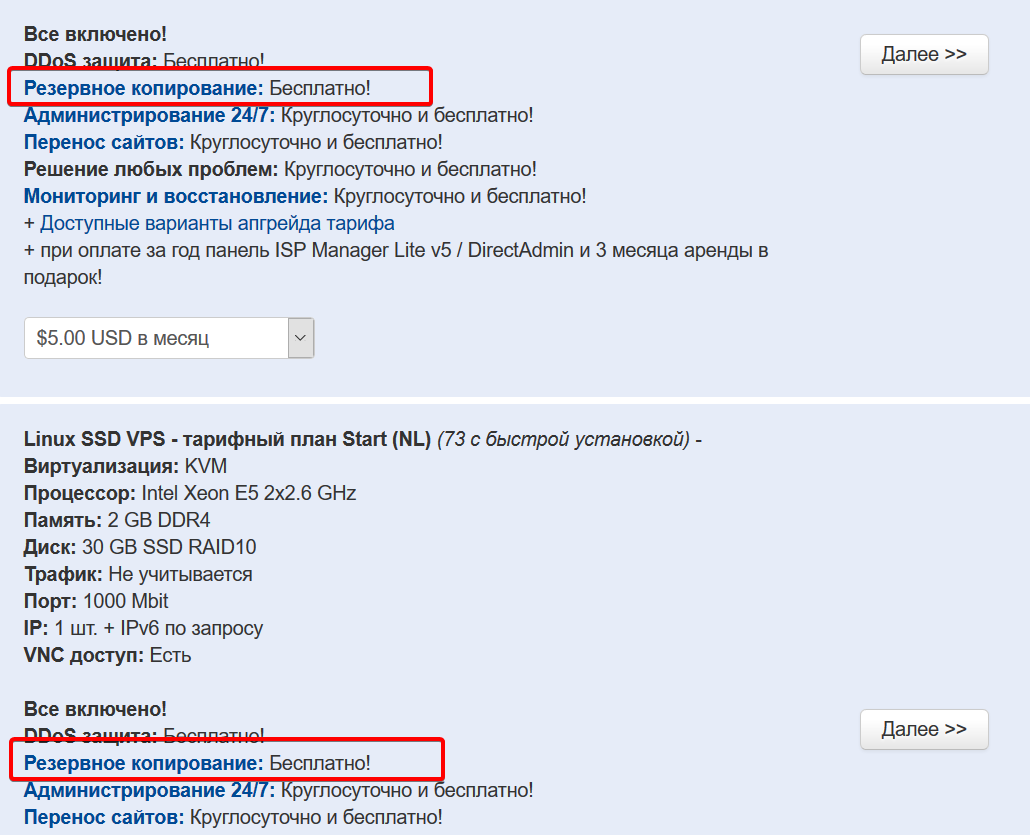 Все включено!
DDoS защита: Бесплатно!
Далее >>
Резервное копирование: Бесплатно!
Администрирование 24/7: Круглосуточно и бесплатно!
Перенос сайтов: Круглосуточно и бесплатно!
Решение любых проблем: Круглосуточно и бесплатно!
Мониторинг и восстановление: Круглосуточно и бесплатно!
+ Доступные варианты апгрейда тарифа
+ при оплате за год панель ISP Manager Lite v5 / DirectAdmin и 3 месяца аренды в
подарок!
$5.00 USD в месяц
Linux SSD VPS - тарифный план Start (NL) (73 с быстрой установкой) -
Виртуализация: KVM
Процессор: Intel Xeon E5 2x2.6 GHz
Память: 2 GB DDR4
Диск: 30 GB SSD RAID10
Трафик: Не учитывается
Порт: 1000 Mbit
IP: 1 шт. + IPv6 по запросу
VNC доступ: Есть
Все включено!
DDoS защита: Бесплатно!
Далее >>
Резервное копирование: Бесплатно!
Администрирование 24/7: Круглосуточно и бесплатно!
Перенос сайтов: Круглосуточно и бесплатно!